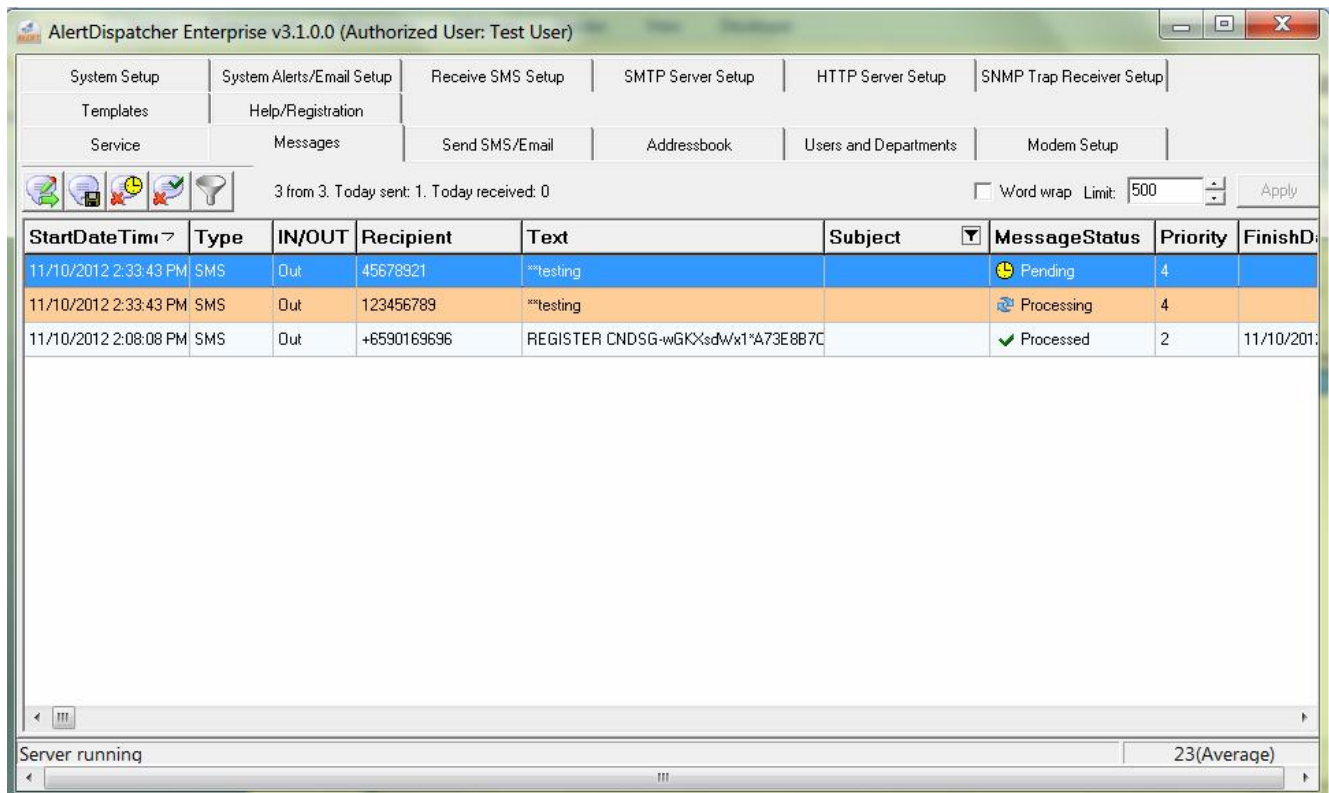 AlertDispatcher Enterprise v3.1.0.0 (Authorized User: Test User)
System Setup System Alerts/Email Setup Receive SMS Setup SMTP Server Setup HTTP Server Setup SNMP Trap Receiver Setup
Templates Help/Registration
Service Messages Send SMS/Email Addressbook Users and Departments Modem Setup
3 from 3. Today sent: 1. Today received: 0 Word wrap Limit: 500 Apply
StartDateTim Type IN/OUT Recipient Text Subject MessageStatus Priority FinishD
11/10/2012 2:33:43 PM SMS Out 45678921 **testing Pending 4
11/10/2012 2:33:43 PM SMS Out 123456789 **testing Processing 4
11/10/2012 2:08:08 PM SMS Out +6590169696 REGISTER CNDSG-wGKXsdWx1*A73E8B7C Processed 2 11/10/201
Server running 23(Average)